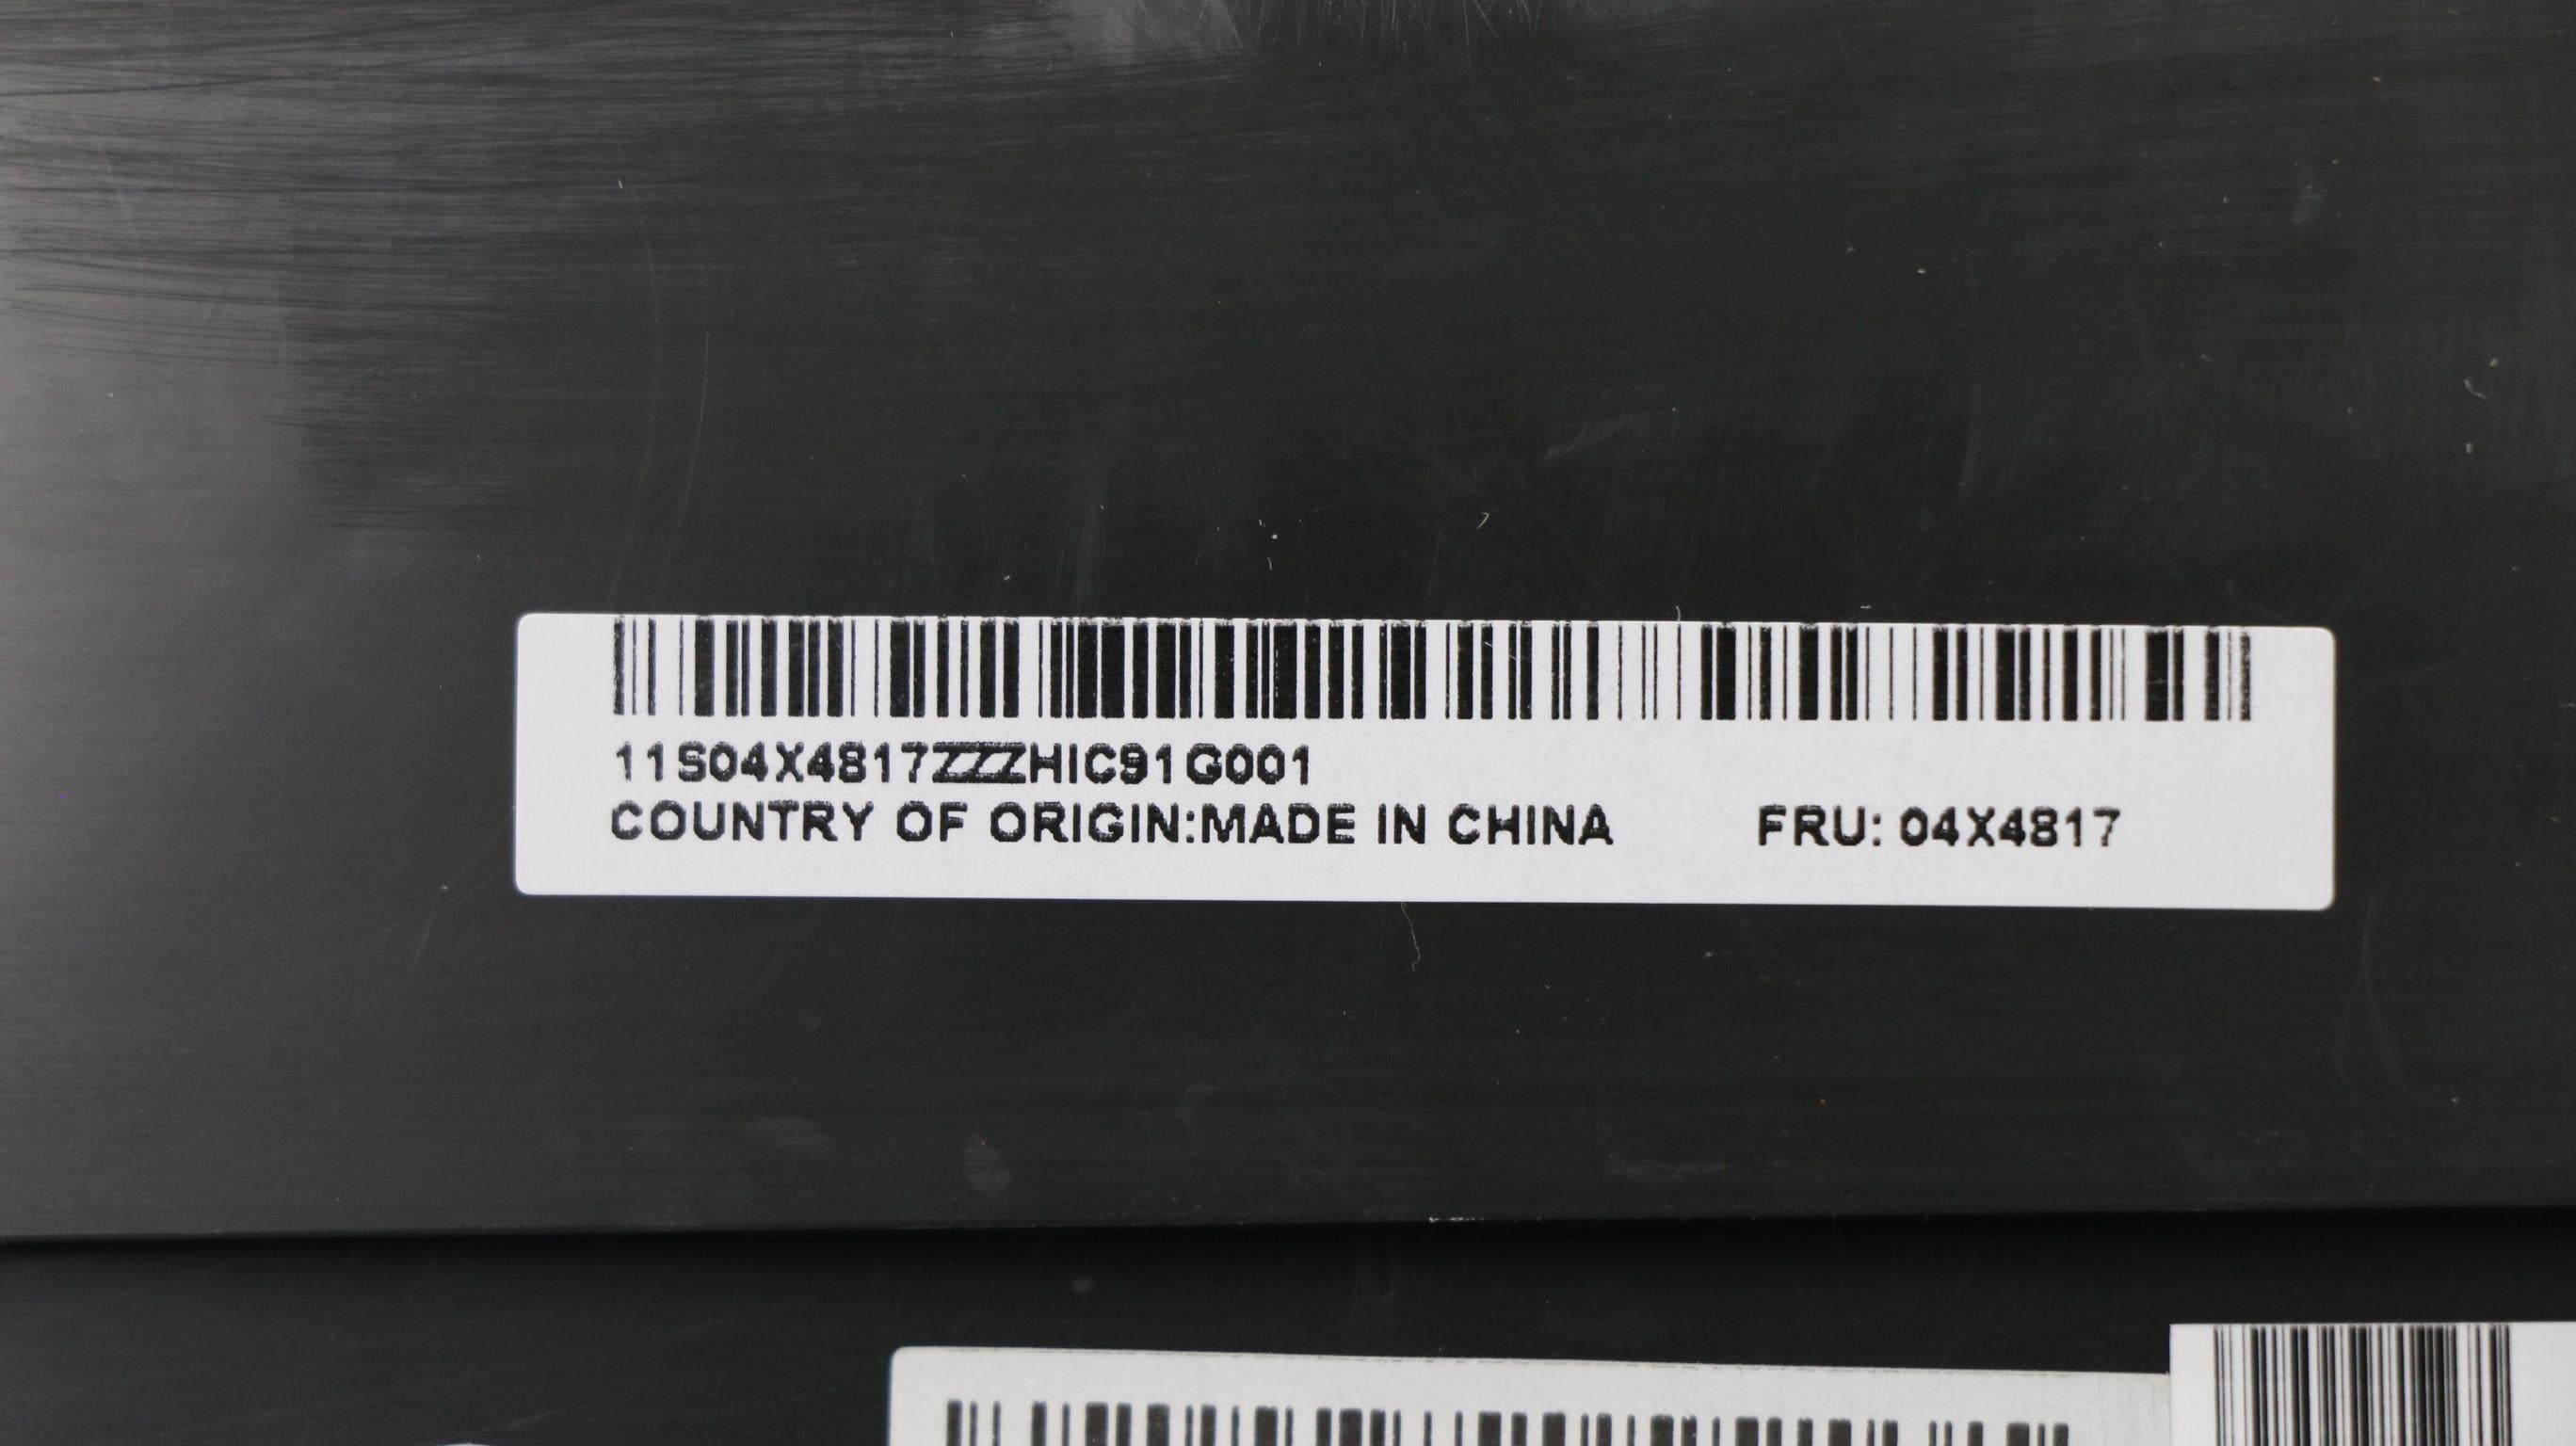 11S04X4817ZZZHIC91G001
COUNTRY OF ORIGIN:MADE IN CHINA FRU: 04X4817